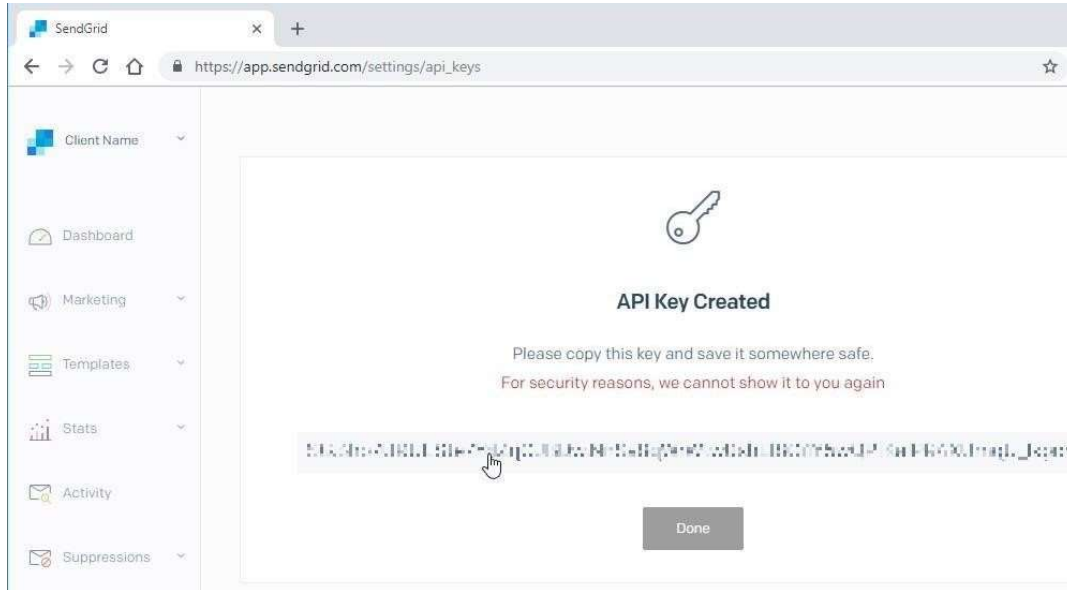 SendGrid
https://app.sendgrid.com/settings/api_keys
Client Name
Dashboard
Marketing
Templates
Stats
Activity
Suppressions
API Key Created
Please copy this key and save it somewhere safe.
For security reasons, we cannot show it to you again
Done